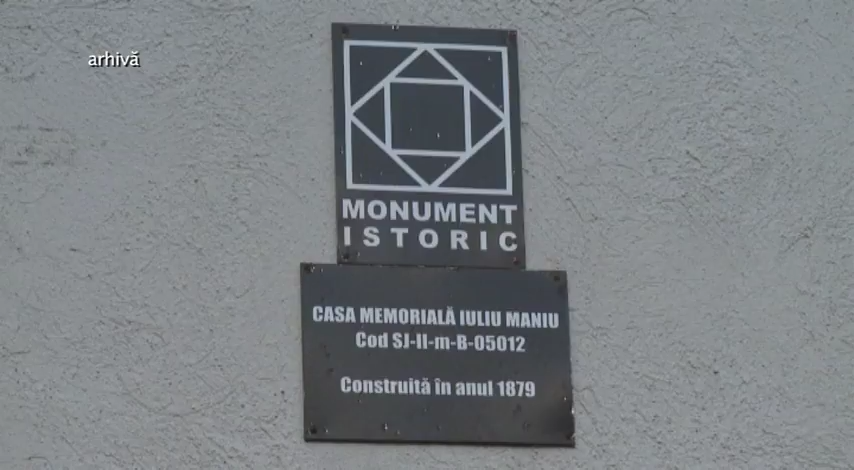 arhivă
MONUMENT
ISTORIC
CASA MEMORIALĂ IULIU MANIU
Cod SJ-II-m-B-05012
Construită în anul 1879